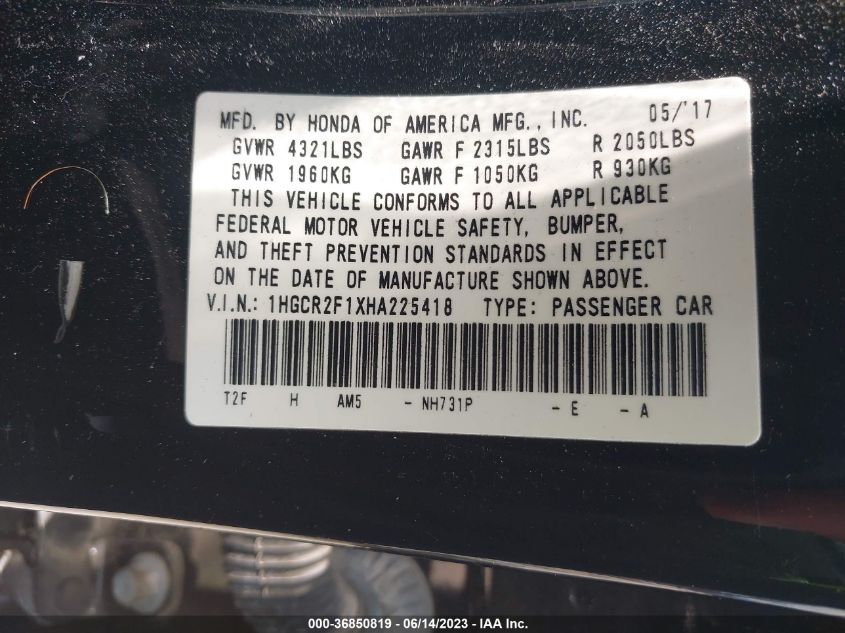 MFD. BY HONDA OF AMERICA MFG., INC. 05/'17
GVWR 4321LBS GAWR F 2315LBS R 2050LBS
GVWR 1960KG GAWR F 1050KG R 930KG
THIS VEHICLE CONFORMS TO ALL APPLICABLE
FEDERAL MOTOR VEHICLE SAFETY, BUMPER,
AND THEFT PREVENTION STANDARDS IN EFFECT
ON THE DATE OF MANUFACTURE SHOWN ABOVE.
V.I.N.: 1HGCR2F1XHA225418 TYPE: PASSENGER CAR
T2F H AM5 - NH731P - E - A
000-36850819 - 06/14/2023 - IAA Inc.